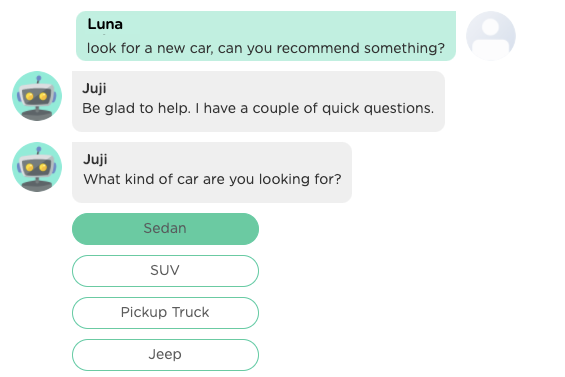 Luna
look for a new car, can you recommend something?
Juji
Be glad to help. I have a couple of quick questions.
Juji
What kind of car are you looking for?
Sedan
SUV
Pickup Truck
Jeep